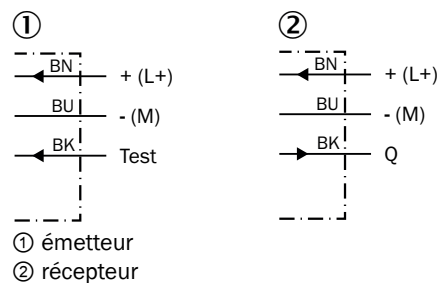 ① ②
BN + (L+) BN + (L+)
BU - (M) BU - (M)
BK Test BK Q
① émetteur
② récepteur